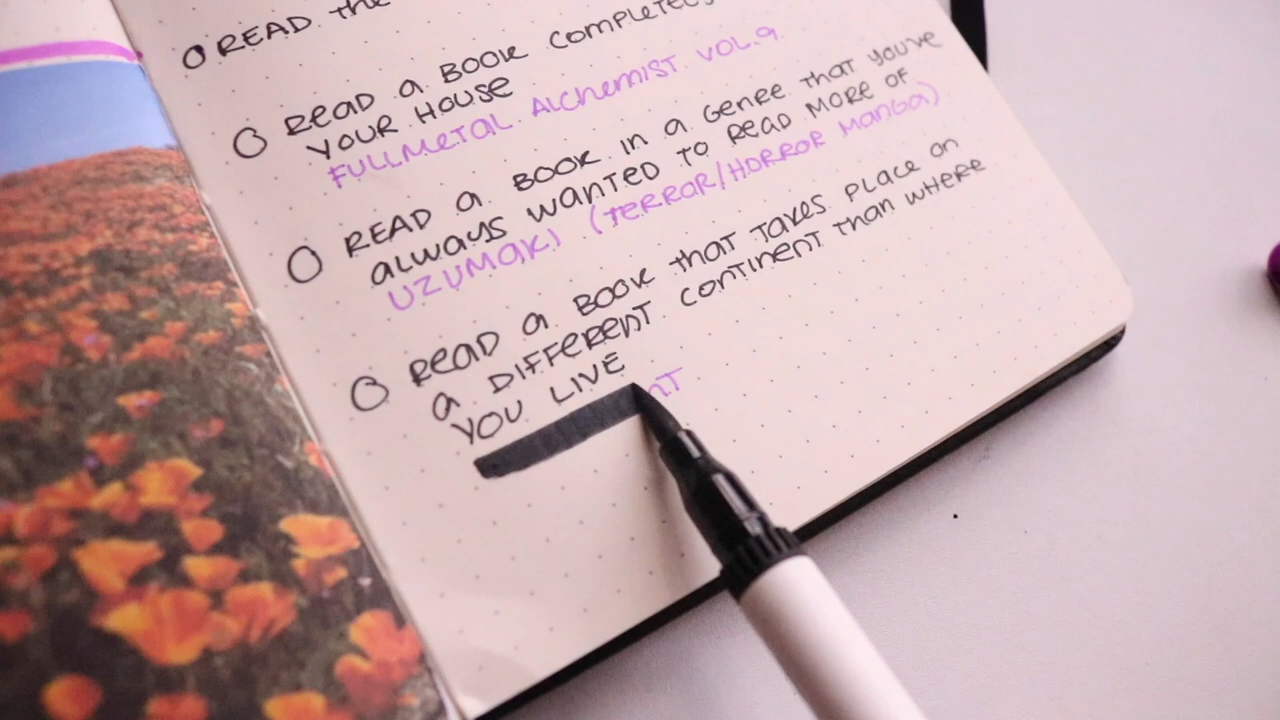 O READ the
O Read a BOOK COMPLETELY
YOUR HOUSE
FULLMETAL Alchemist VOL.9
O READ a BOOK IN a Genre that you've
always wanted to Read More of
UZUMAKI (TERROR/HORROR Manga)
O Read a BOOK that takes place on
a DIFFERENT continent than where
YOU LIVE
NT